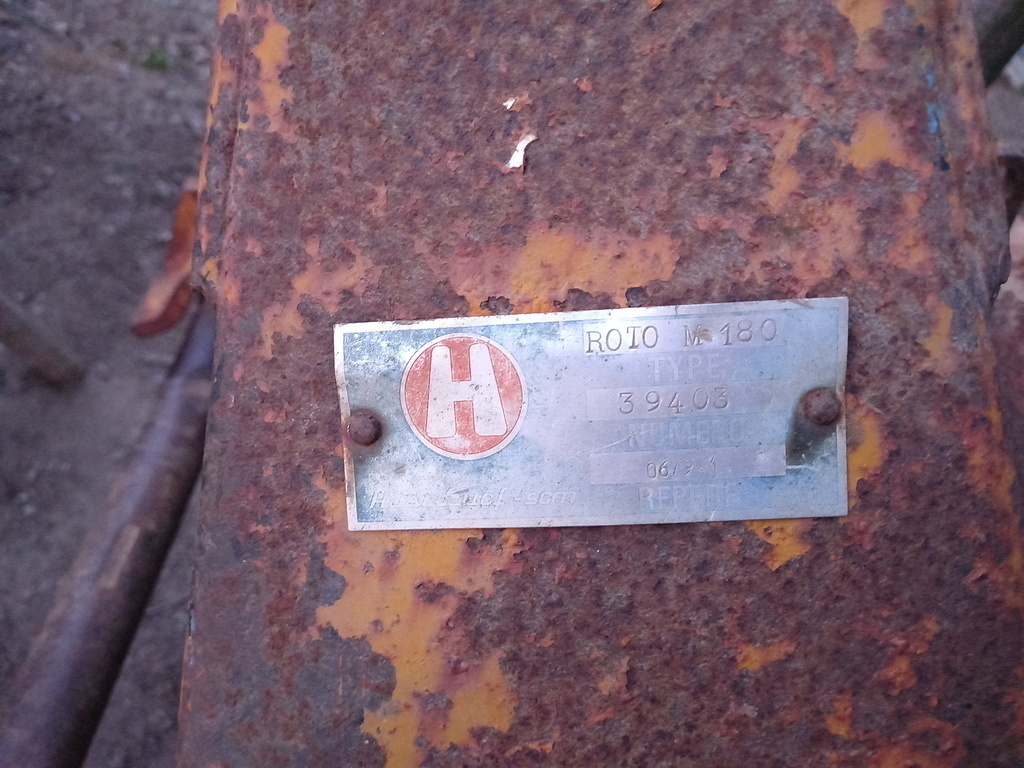 H
ROTO M 180
TYPE
39403
NUMERO
REPERE